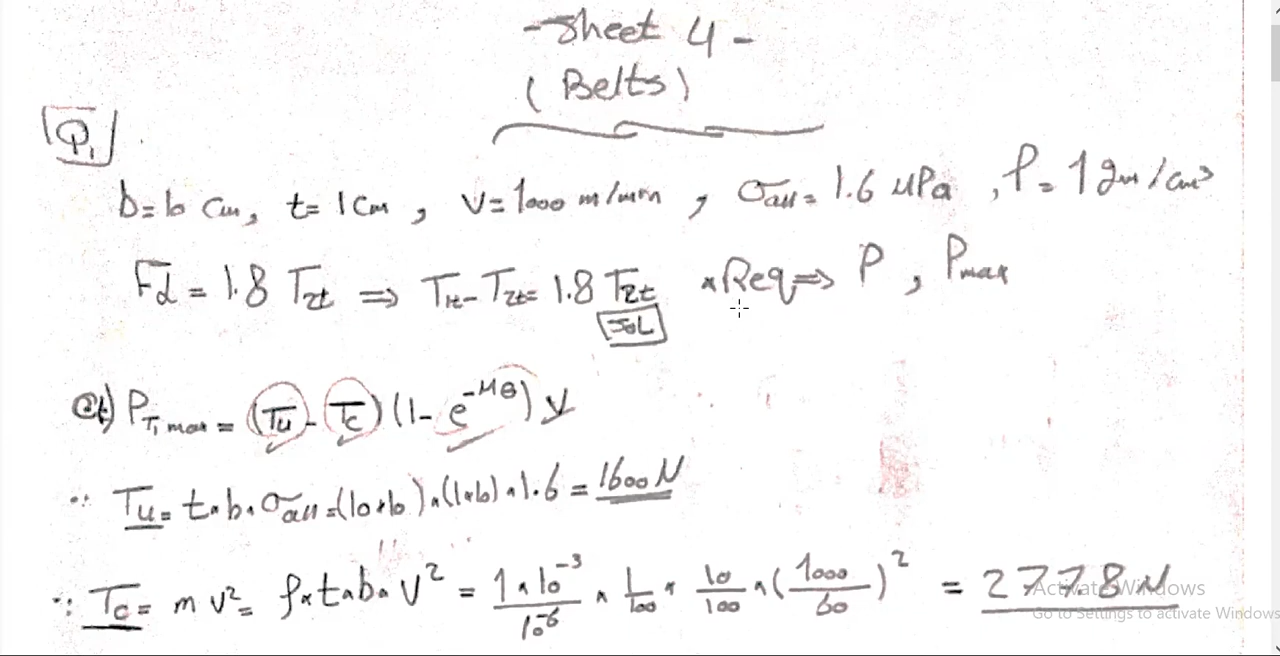 - Sheet 4 -
( Belts )
Q1
b = 10 cm, t = 1 cm, V = 1000 m/min, σall = 1.6 MPa, ρ = 1 gm/cm³
Fd = 1.8 T2t ⇒ T1t - T2t = 1.8 T2t * Req ⇒ P, Pmax
SOL
PT, max = (Tu - Tc)(1 - e^-μθ) V
∵ Tu = t * b * σall = (10*10) * (1*10) * 1.6 = 1600 N
∵ Tc = m v² = ρ * t * b * V² = 1*10^-3 / 10^-6 * 1/100 * 10/100 * (1000/60)² = 277.8 N
Activate Windows
Go to Settings to activate Windows